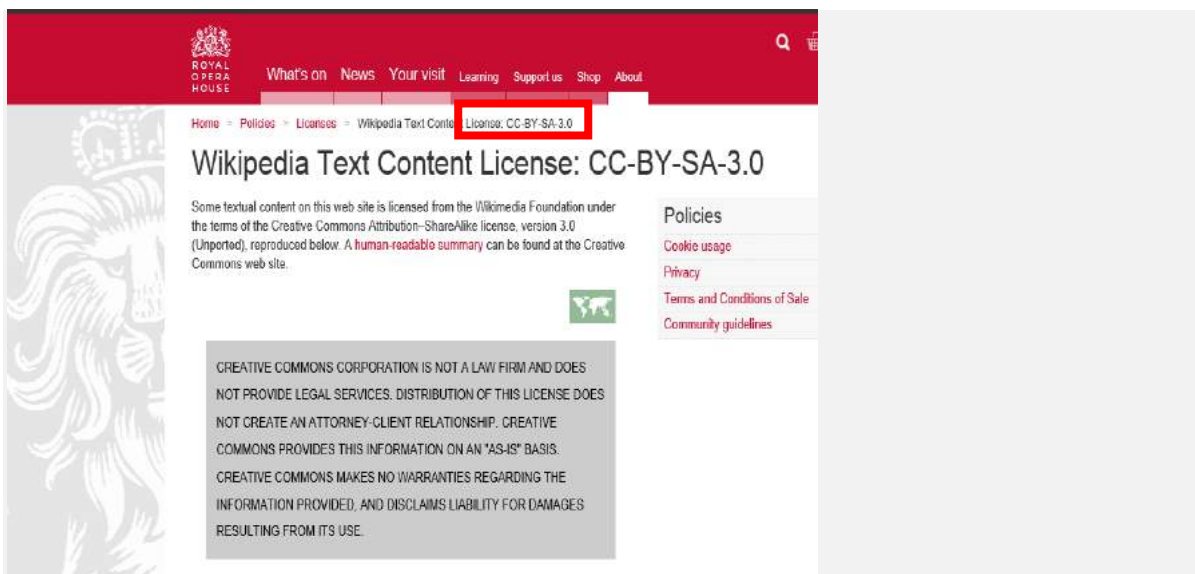 ROYAL
OPERA
HOUSE
What's on News Your visit Learning Support us Shop About
Home Policies Licenses Wikipedia Text Conte License: CC-BY-SA-3.0
Wikipedia Text Content License: CC-BY-SA-3.0
Some textual content on this web site is licensed from the Wikimedia Foundation under
the terms of the Creative Commons Attribution–ShareAlike license, version 3.0
(Unported), reproduced below. A human-readable summary can be found at the Creative
Commons web site.
Policies
Cookie usage
Privacy
Terms and Conditions of Sale
Community guidelines
CREATIVE COMMONS CORPORATION IS NOT A LAW FIRM AND DOES
NOT PROVIDE LEGAL SERVICES. DISTRIBUTION OF THIS LICENSE DOES
NOT CREATE AN ATTORNEY-CLIENT RELATIONSHIP. CREATIVE
COMMONS PROVIDES THIS INFORMATION ON AN "AS-IS" BASIS.
CREATIVE COMMONS MAKES NO WARRANTIES REGARDING THE
INFORMATION PROVIDED, AND DISCLAIMS LIABILITY FOR DAMAGES
RESULTING FROM ITS USE.